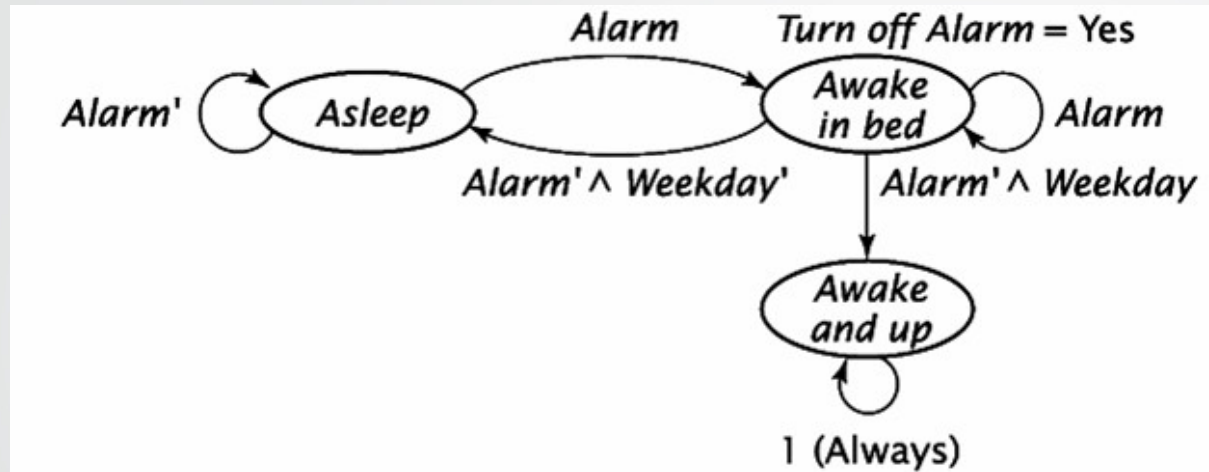 Alarm
Turn off Alarm = Yes
Alarm'
Asleep
Awake
in bed
Alarm
Alarm' ∧ Weekday'
Alarm' ∧ Weekday
Awake
and up
1 (Always)